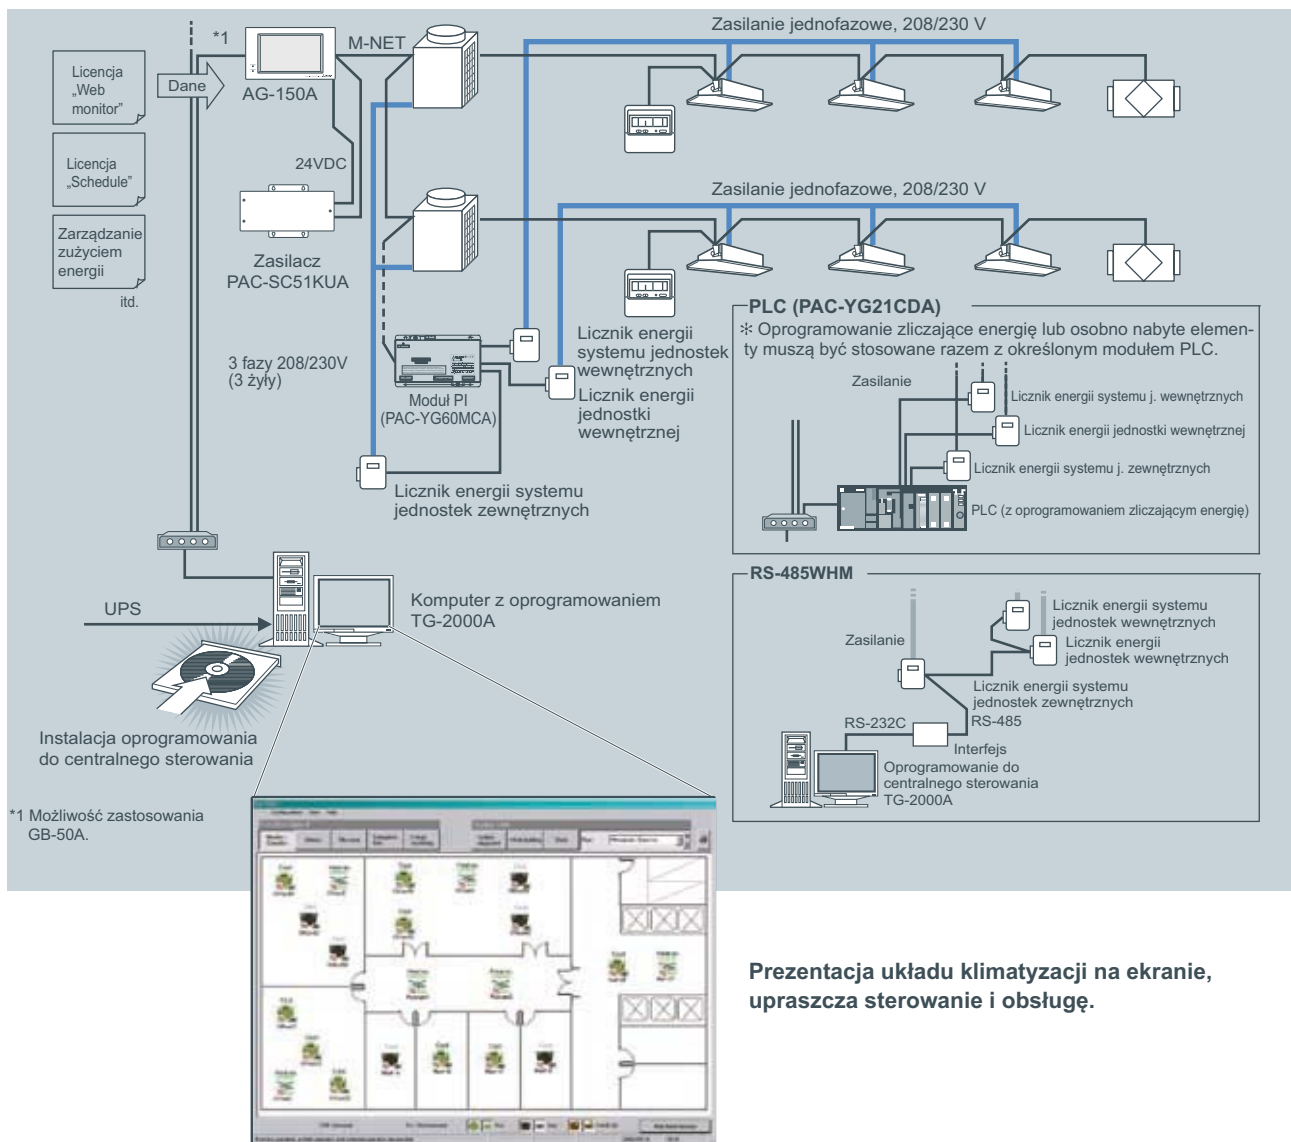 Zasilanie jednofazowe, 208/230 V
*1
M-NET
Licencja
„Web
monitor”
Dane
AG-150A
24VDC
Licencja
„Schedule”
Zasilanie jednofazowe, 208/230 V
Zarządzanie
zużyciem
energii
itd.
Zasilacz
PAC-SC51KUA
3 fazy 208/230V
(3 żyły)
Moduł PI
(PAC-YG60MCA)
Licznik energii
systemu jednostek
wewnętrznych
Licznik energii
jednostki
wewnętrznej
Licznik energii systemu
jednostek zewnętrznych
PLC (PAC-YG21CDA)
✻ Oprogramowanie zliczające energię lub osobno nabyte elemen-
ty muszą być stosowane razem z określonym modułem PLC.
Zasilanie
Licznik energii systemu j. wewnętrznych
Licznik energii jednostki wewnętrznej
Licznik energii systemu j. zewnętrznych
PLC (z oprogramowaniem zliczającym energię)
UPS
Komputer z oprogramowaniem
TG-2000A
Instalacja oprogramowania
do centralnego sterowania
RS-485WHM
Licznik energii systemu
jednostek wewnętrznych
Zasilanie
Licznik energii
jednostek wewnętrznych
Licznik energii systemu
jednostek zewnętrznych
RS-232C
RS-485
Interfejs
Oprogramowanie do
centralnego sterowania
TG-2000A
*1 Możliwość zastosowania
GB-50A.
Prezentacja układu klimatyzacji na ekranie,
upraszcza sterowanie i obsługę.